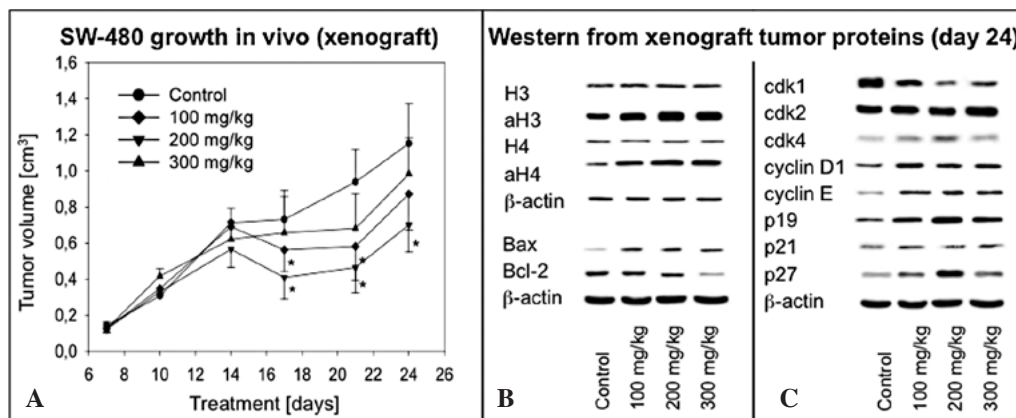 SW-480 growth in vivo (xenograft)
Tumor volume [cm³]
1,6
1,4
1,2
1,0
0,8
0,6
0,4
0,2
0,0
Control
100 mg/kg
200 mg/kg
300 mg/kg
*
*
*
*
*
6 8 10 12 14 16 18 20 22 24 26
Treatment [days]
A
Western from xenograft tumor proteins (day 24)
H3
aH3
H4
aH4
β-actin
Bax
Bcl-2
β-actin
Control
100 mg/kg
200 mg/kg
300 mg/kg
B
cdk1
cdk2
cdk4
cyclin D1
cyclin E
p19
p21
p27
β-actin
Control
100 mg/kg
200 mg/kg
300 mg/kg
C